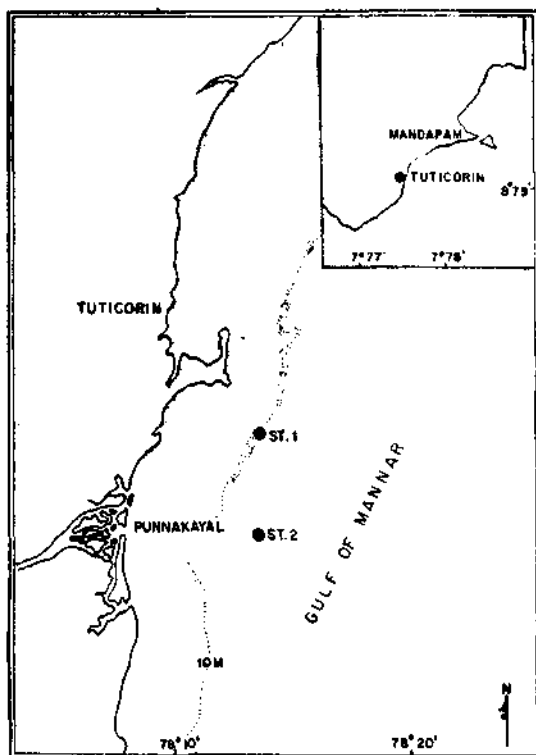 MANDAPAM
TUTICORIN
8°79'
7°77'
7°78'
TUTICORIN
ST. 1
PUNNAKAYAL
ST. 2
GULF OF MANNAR
10M
N
78°10'
78°20'